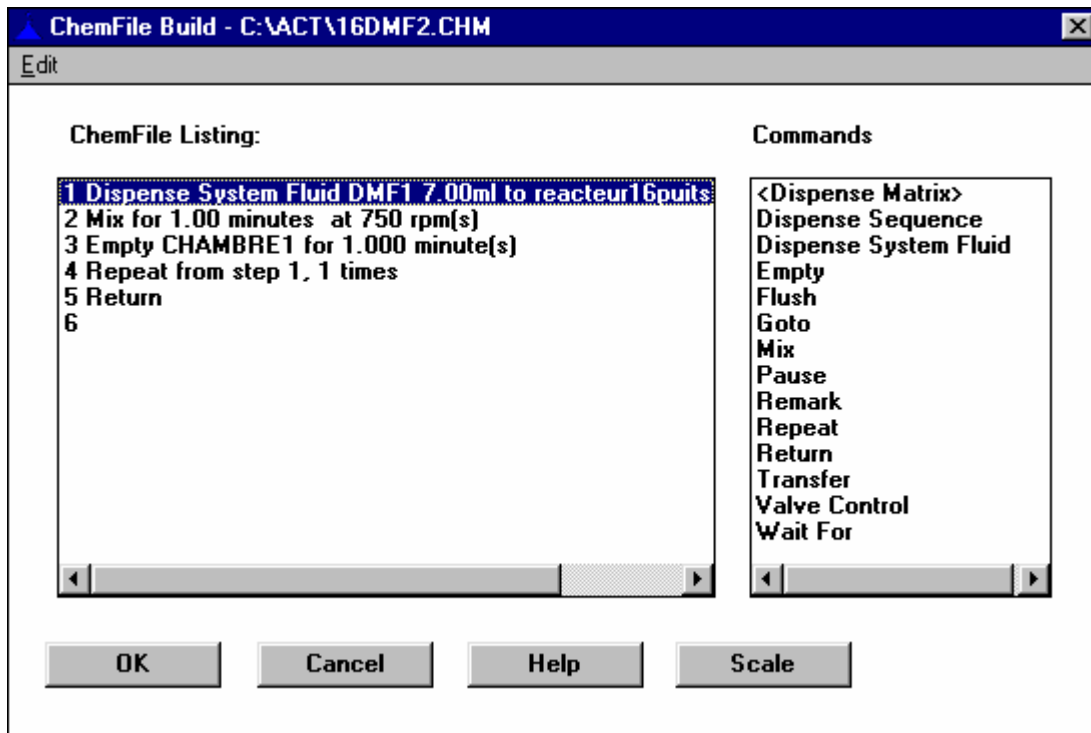 ChemFile Build - C:\ACT\16DMF2.CHM
Edit
ChemFile Listing:
1 Dispense System Fluid DMF1 7.00ml to reacteur16puits
2 Mix for 1.00 minutes  at 750 rpm(s)
3 Empty CHAMBRE1 for 1.000 minute(s)
4 Repeat from step 1, 1 times
5 Return
6
Commands
<Dispense Matrix>
Dispense Sequence
Dispense System Fluid
Empty
Flush
Goto
Mix
Pause
Remark
Repeat
Return
Transfer
Valve Control
Wait For
OK
Cancel
Help
Scale